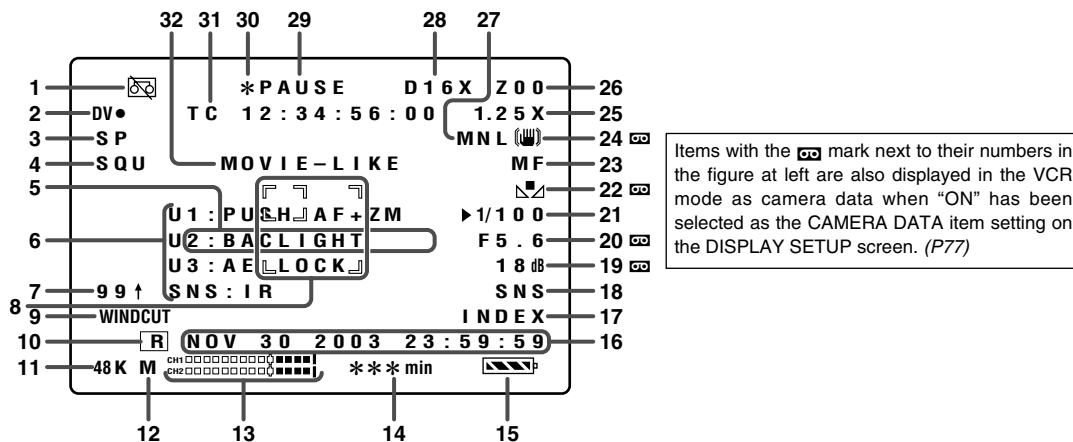 32 31 30 29 28 27
1 ＊PAUSE D16X Z00 26
2 DV● TC 12:34:56:00 1.25X 25
3 SP MNL 24
4 SQU MOVIE–LIKE MF 23
5 22
U1:PUSH AF+ZM ▶1/100 21
6 U2:BACLIGHT F5.6 20
U3:AE LOCK 18dB 19
7 99↑ SNS:IR SNS 18
8
9 WINDCUT INDEX 17
10 R NOV 30 2003 23:59:59 16
11 48K M CH1 ＊＊＊min
CH2
12 13 14 15
Items with the mark next to their numbers in
the figure at left are also displayed in the VCR
mode as camera data when "ON" has been
selected as the CAMERA DATA item setting on
the DISPLAY SETUP screen. (P77)